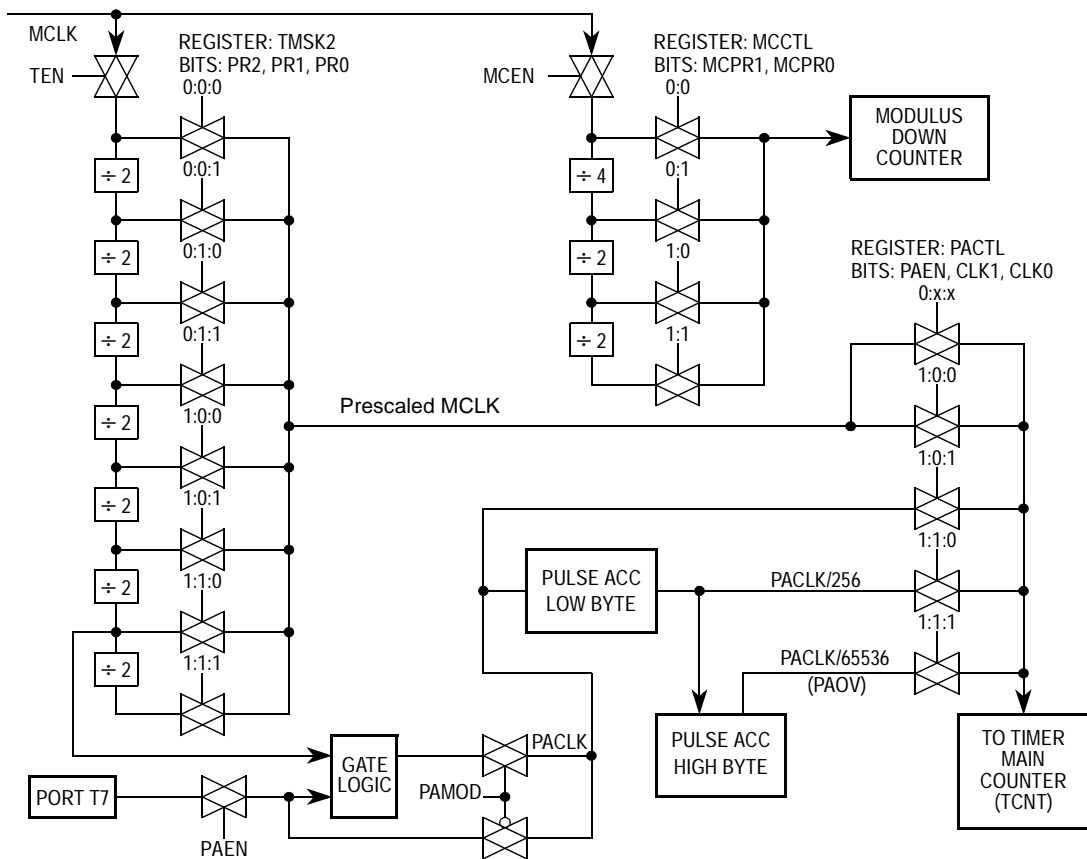 MCLK
TEN
REGISTER: TMSK2
BITS: PR2, PR1, PR0
0:0:0
÷ 2
0:0:1
÷ 2
0:1:0
÷ 2
0:1:1
÷ 2
1:0:0
÷ 2
1:0:1
÷ 2
1:1:0
÷ 2
1:1:1
MCEN
REGISTER: MCCTL
BITS: MCPR1, MCPR0
0:0
÷ 4
0:1
÷ 2
1:0
÷ 2
1:1
MODULUS
DOWN
COUNTER
Prescaled MCLK
REGISTER: PACTL
BITS: PAEN, CLK1, CLK0
0:x:x
1:0:0
1:0:1
1:1:0
1:1:1
PULSE ACC
LOW BYTE
PACLK/256
PACLK/65536
(PAOV)
PULSE ACC
HIGH BYTE
TO TIMER
MAIN
COUNTER
(TCNT)
PORT T7
PAEN
GATE
LOGIC
PACLK
PAMOD